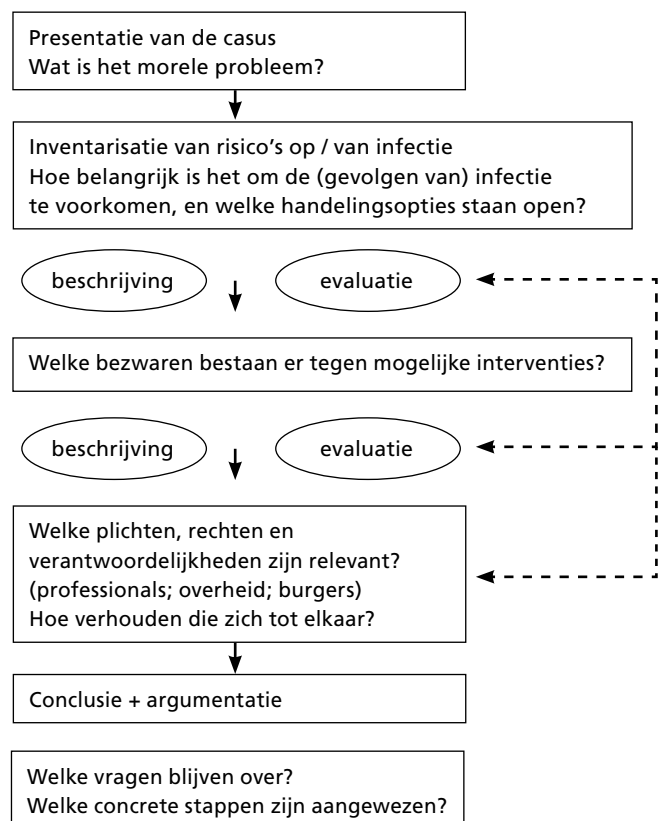 Presentatie van de casus
Wat is het morele probleem?
Inventarisatie van risico's op / van infectie
Hoe belangrijk is het om de (gevolgen van) infectie
te voorkomen, en welke handelingsopties staan open?
beschrijving evaluatie
Welke bezwaren bestaan er tegen mogelijke interventies?
beschrijving evaluatie
Welke plichten, rechten en
verantwoordelijkheden zijn relevant?
(professionals; overheid; burgers)
Hoe verhouden die zich tot elkaar?
Conclusie + argumentatie
Welke vragen blijven over?
Welke concrete stappen zijn aangewezen?